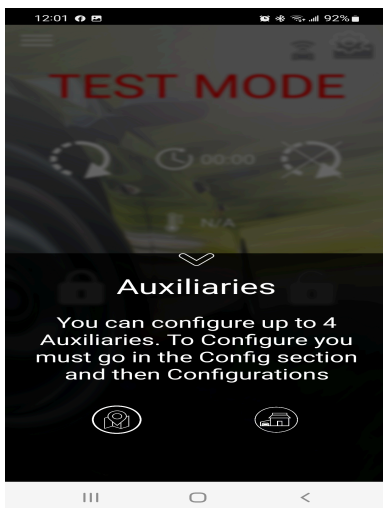 12:01
92%
TEST MODE
00:00
N/A
Auxiliaries
You can configure up to 4
Auxiliaries. To Configure you
must go in the Config section
and then Configurations